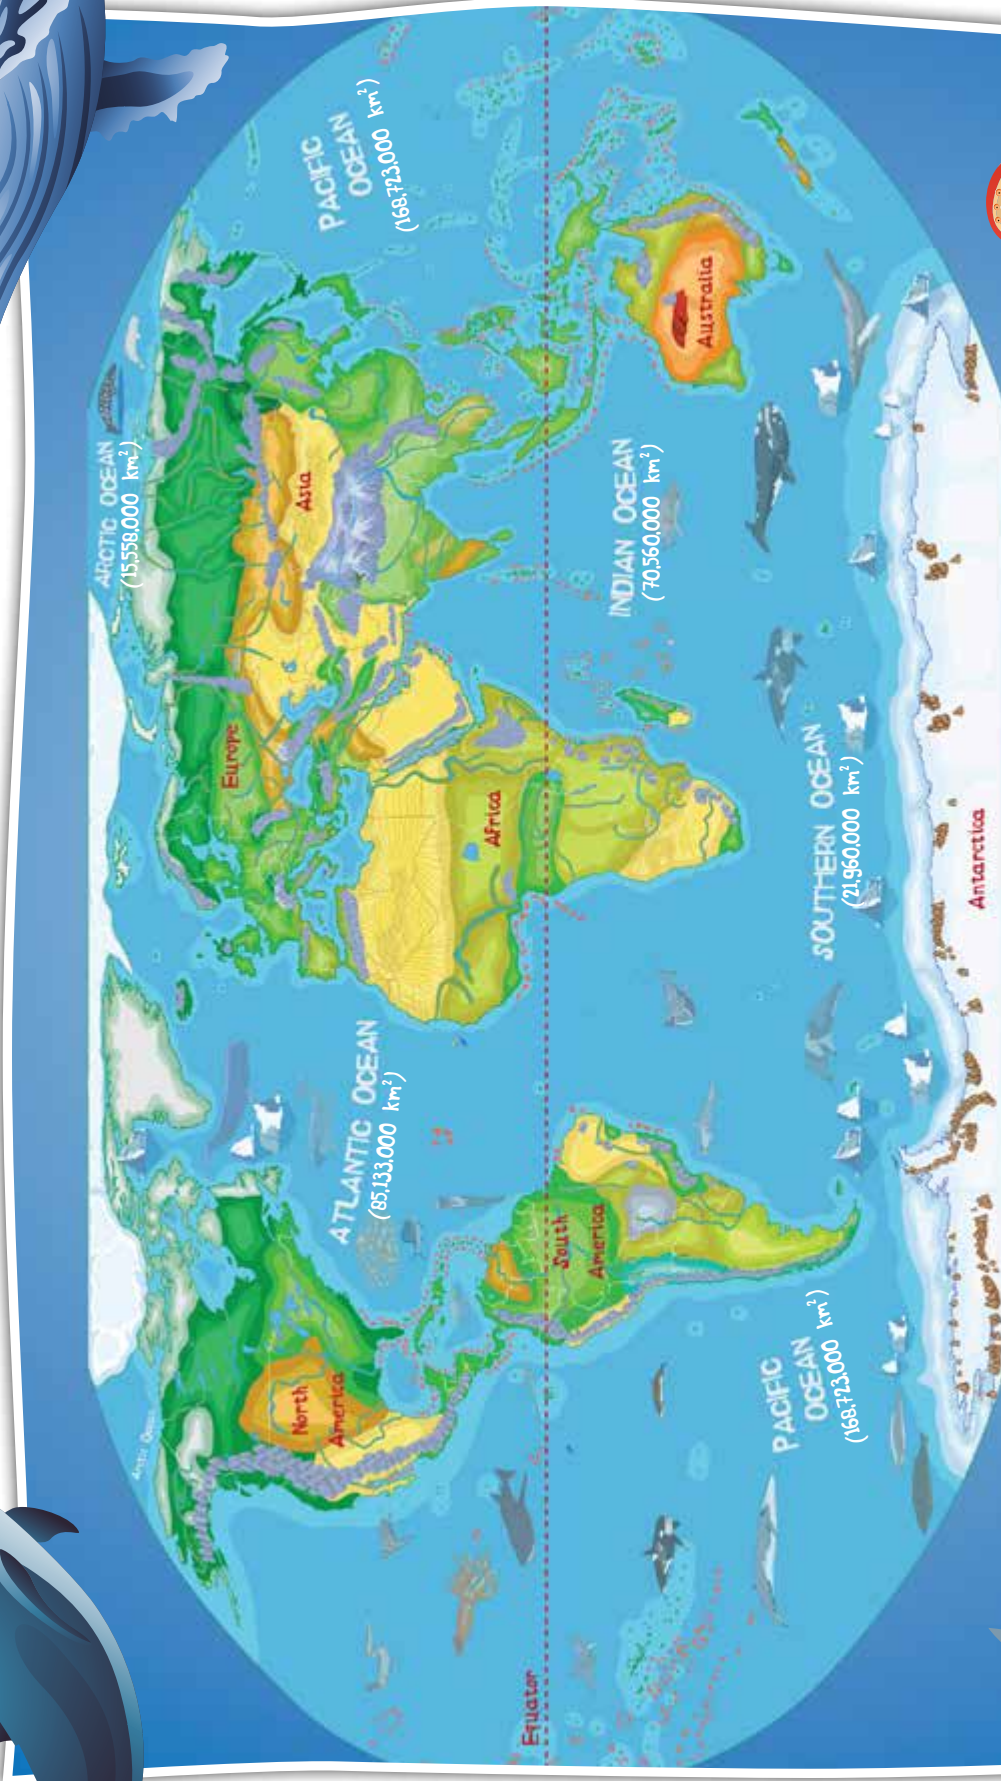 ARCTIC OCEAN
(15,558,000 km²)
Arctic Ocean
North
America
Europe
Asia
ATLANTIC OCEAN
(85,133,000 km²)
PACIFIC
OCEAN
(168,723,000 km²)
Africa
Equator
South
America
INDIAN OCEAN
(70,560,000 km²)
Australia
PACIFIC
OCEAN
(168,723,000 km²)
SOUTHERN OCEAN
(21,960,000 km²)
Antarctica